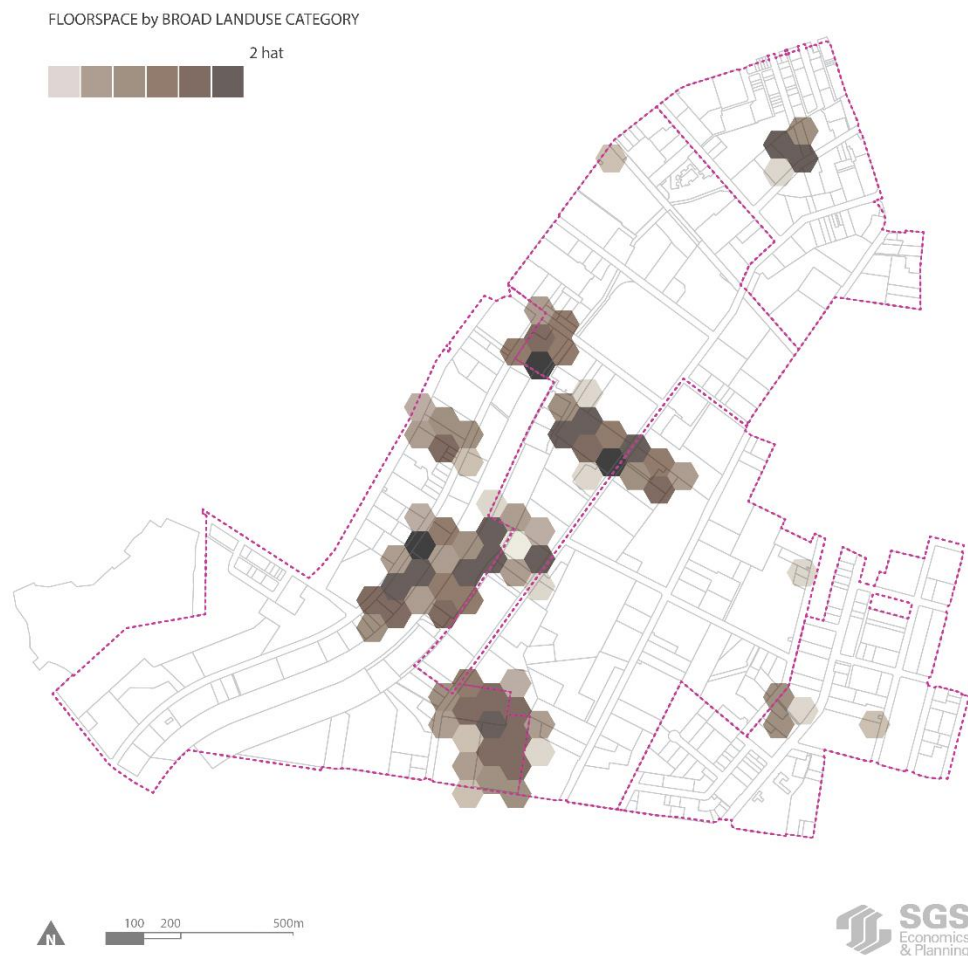 FLOORSPACE by BROAD LANDUSE CATEGORY
2 hat
N
100 200 500m
SGS
Economics
& Planning